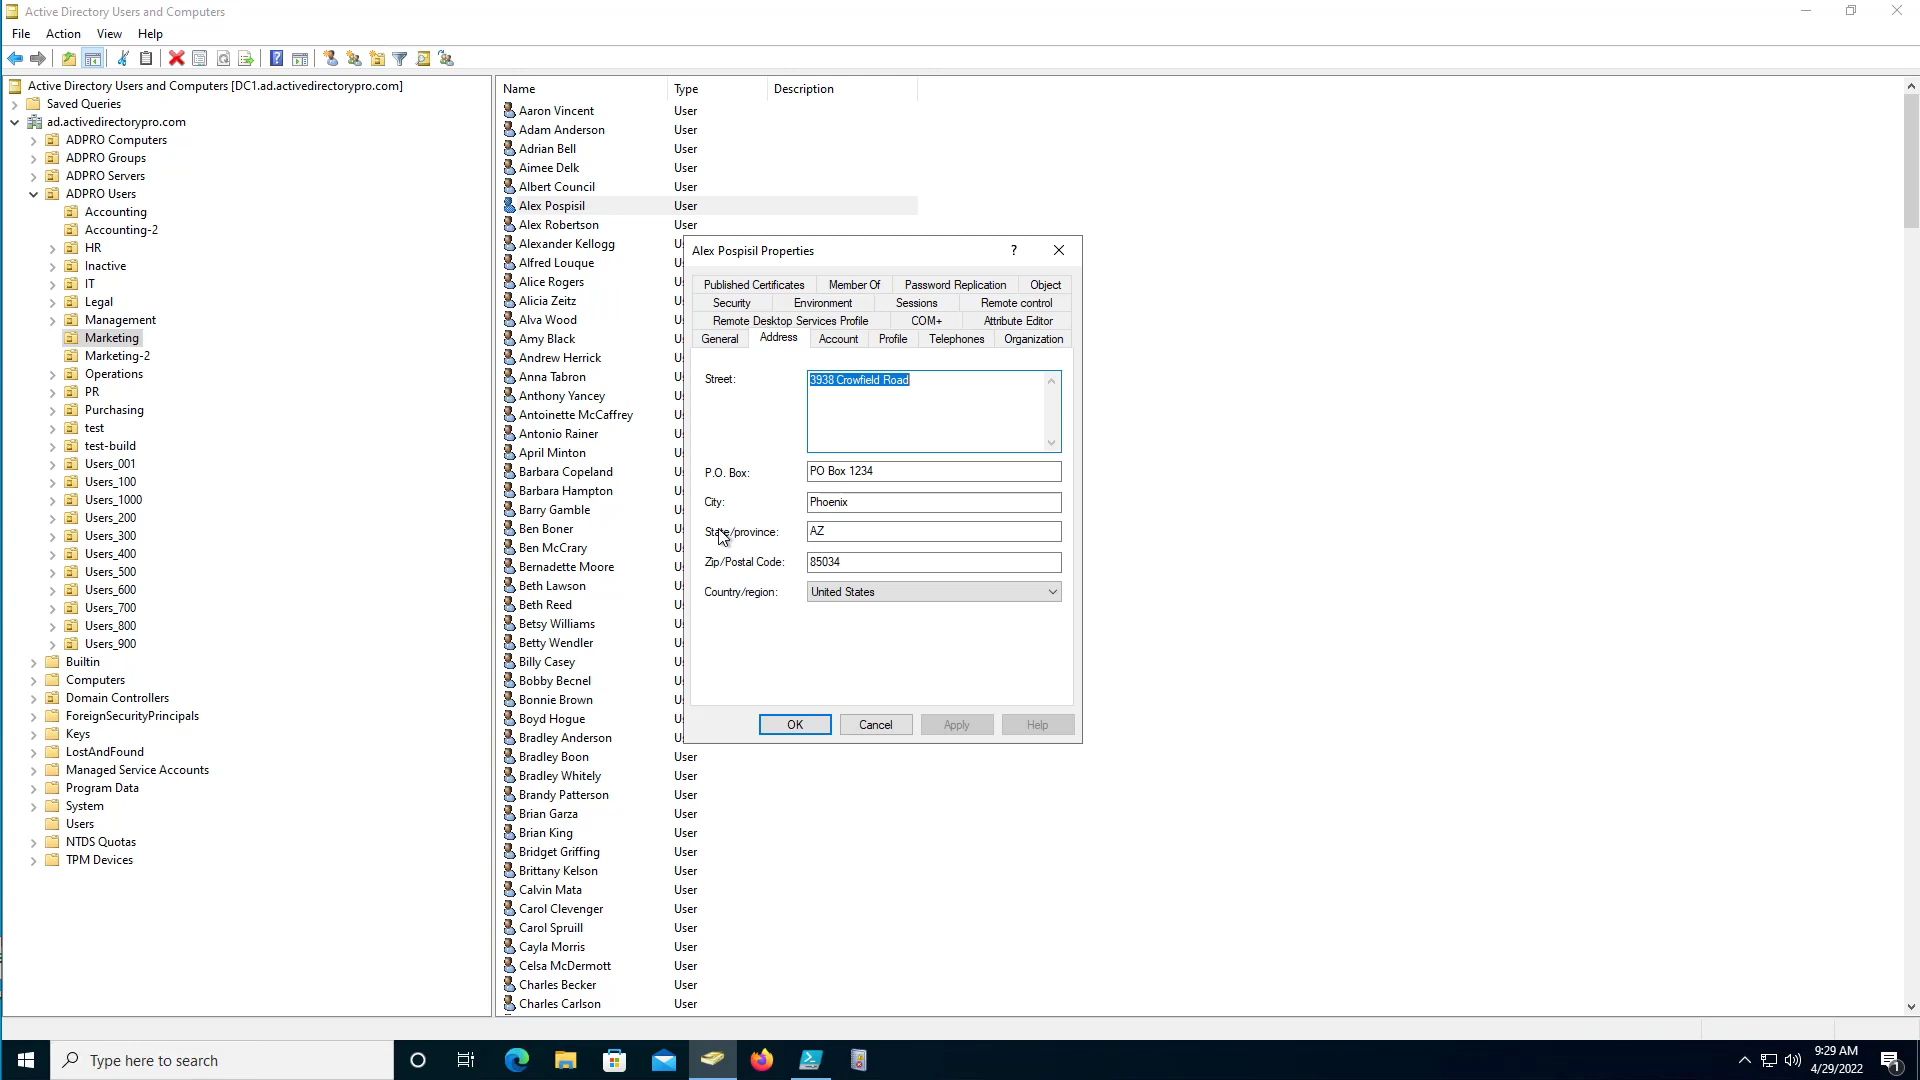 Active Directory Users and Computers
File Action View Help
Active Directory Users and Computers [DC1.ad.activedirectorypro.com]
Saved Queries
ad.activedirectorypro.com
ADPRO Computers
ADPRO Groups
ADPRO Servers
ADPRO Users
Accounting
Accounting-2
HR
Inactive
IT
Legal
Management
Marketing
Marketing-2
Operations
PR
Purchasing
test
test-build
Users_001
Users_100
Users_1000
Users_200
Users_300
Users_400
Users_500
Users_600
Users_700
Users_800
Users_900
Builtin
Computers
Domain Controllers
ForeignSecurityPrincipals
Keys
LostAndFound
Managed Service Accounts
Program Data
System
Users
NTDS Quotas
TPM Devices
Name Type Description
Aaron Vincent User
Adam Anderson User
Adrian Bell User
Aimee Delk User
Albert Council User
Alex Pospisil User
Alex Robertson User
Alexander Kellogg
Alfred Louque
Alice Rogers
Alicia Zeitz
Alva Wood
Amy Black
Andrew Herrick
Anna Tabron
Anthony Yancey
Antoinette McCaffrey
Antonio Rainer
April Minton
Barbara Copeland
Barbara Hampton
Barry Gamble
Ben Boner
Ben McCrary
Bernadette Moore
Beth Lawson
Beth Reed
Betsy Williams
Betty Wendler
Billy Casey
Bobby Becnel
Bonnie Brown
Boyd Hogue
Bradley Anderson
Bradley Boon User
Bradley Whitely User
Brandy Patterson User
Brian Garza User
Brian King User
Bridget Griffing User
Brittany Kelson User
Calvin Mata User
Carol Clevenger User
Carol Spruill User
Cayla Morris User
Celsa McDermott User
Charles Becker User
Charles Carlson User
Alex Pospisil Properties ?
Published Certificates Member Of Password Replication Object
Security Environment Sessions Remote control
Remote Desktop Services Profile COM+ Attribute Editor
General Address Account Profile Telephones Organization
Street: 3938 Crowfield Road
P.O. Box: PO Box 1234
City: Phoenix
State/province: AZ
Zip/Postal Code: 85034
Country/region: United States
OK Cancel Apply Help
Type here to search
9:29 AM
4/29/2022
1